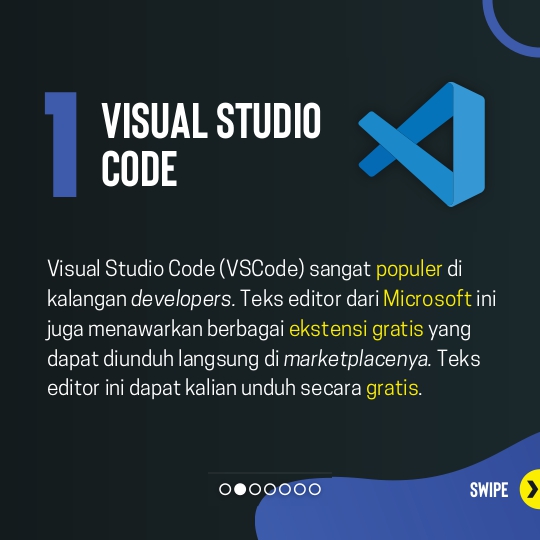 1
VISUAL STUDIO
CODE
Visual Studio Code (VSCode) sangat populer di
kalangan developers. Teks editor dari Microsoft ini
juga menawarkan berbagai ekstensi gratis yang
dapat diunduh langsung di marketplacenya. Teks
editor ini dapat kalian unduh secara gratis.
SWIPE